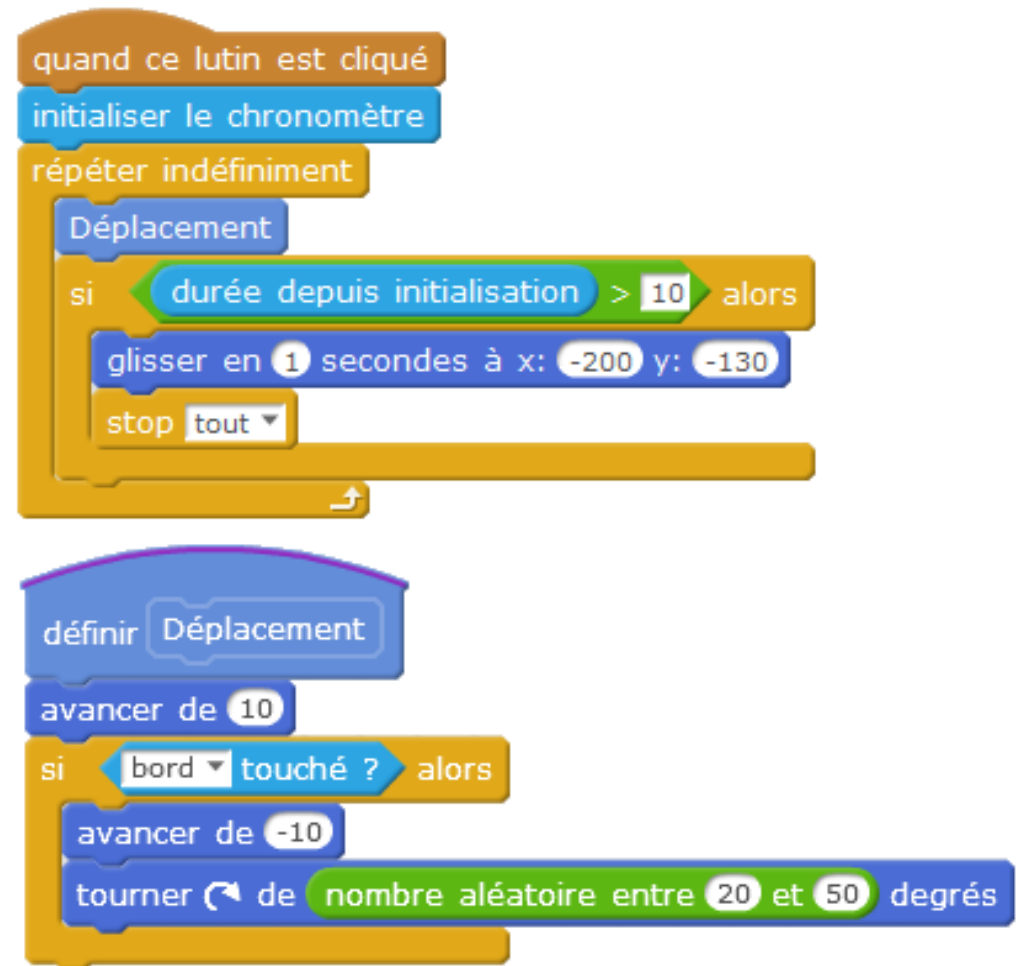 quand ce lutin est cliqué
initialiser le chronomètre
répéter indéfiniment
Déplacement
si durée depuis initialisation > 10 alors
glisser en 1 secondes à x: -200 y: -130
stop tout
définir Déplacement
avancer de 10
si bord touché ? alors
avancer de -10
tourner de nombre aléatoire entre 20 et 50 degrés